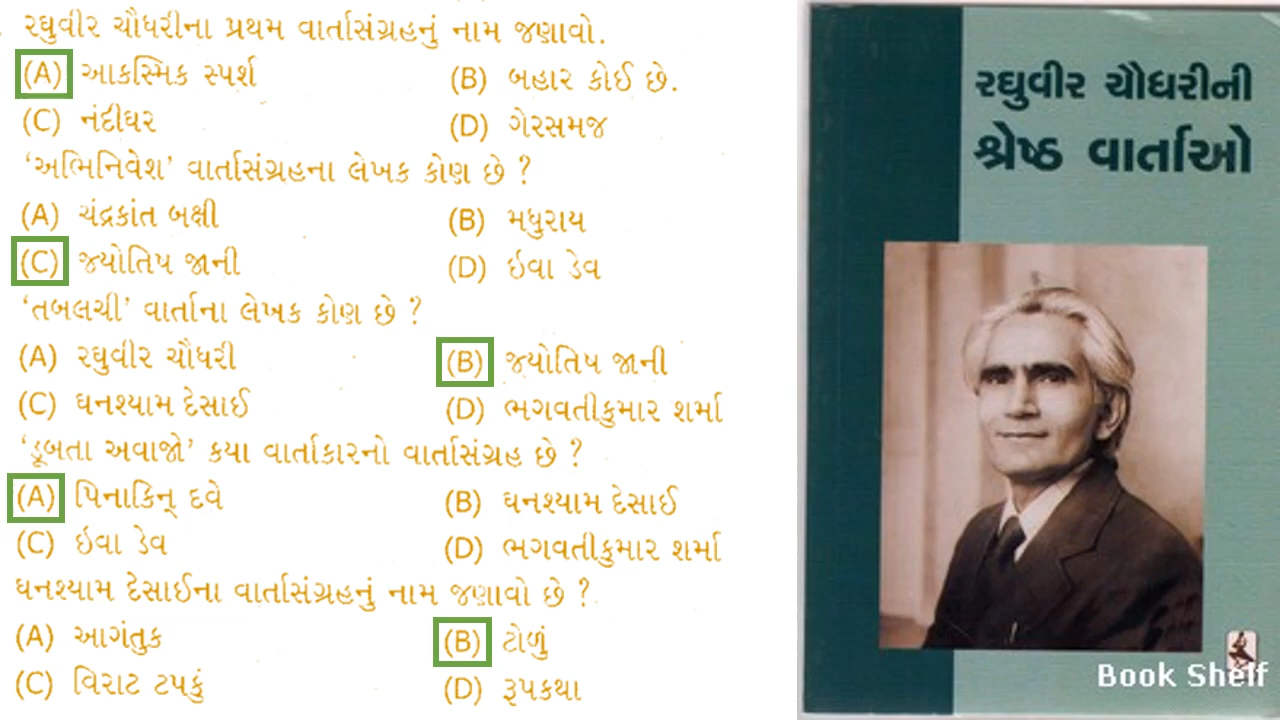 રઘુવીર ચૌધરીના પ્રથમ વાર્તાસંગ્રહનું નામ જણાવો.
(A) આકસ્મિક સ્પર્શ (B) બહાર કોઈ છે.
(C) નંદીઘર (D) ગેરસમજ
‘અભિનિવેશ’ વાર્તાસંગ્રહના લેખક કોણ છે ?
(A) ચંદ્રકાંત બક્ષી (B) મધુરાય
(C) જ્યોતિષ જાની (D) ઇવા ડેવ
‘તબલચી’ વાર્તાના લેખક કોણ છે ?
(A) રઘુવીર ચૌધરી (B) જ્યોતિષ જાની
(C) ઘનશ્યામ દેસાઈ (D) ભગવતીકુમાર શર્મા
‘ડૂબતા અવાજો’ કયા વાર્તાકારનો વાર્તાસંગ્રહ છે ?
(A) પિનાકિન્ દવે (B) ઘનશ્યામ દેસાઈ
(C) ઇવા ડેવ (D) ભગવતીકુમાર શર્મા
ઘનશ્યામ દેસાઈના વાર્તાસંગ્રહનું નામ જણાવો છે ?
(A) આગંતુક (B) ટોળું
(C) વિરાટ ટપકું (D) રૂપકથા
રઘુવીર ચૌધરીની
શ્રેષ્ઠ વાર્તાઓ
Book Shelf